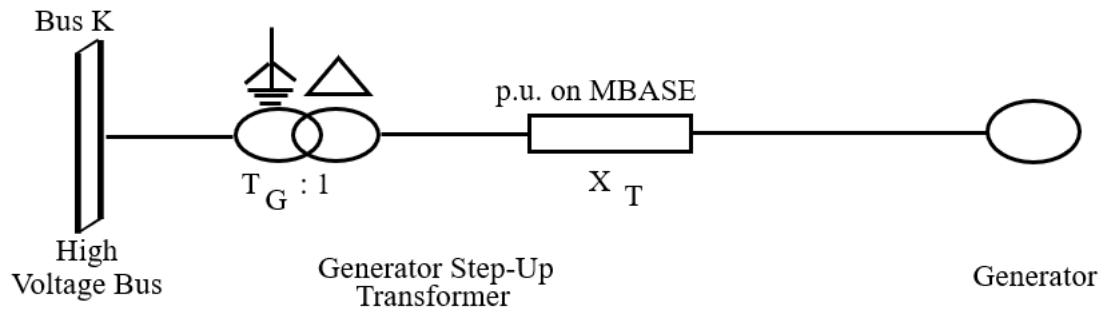 Bus K
p.u. on MBASE
T G : 1
X T
High
Voltage Bus
Generator Step-Up
Transformer
Generator